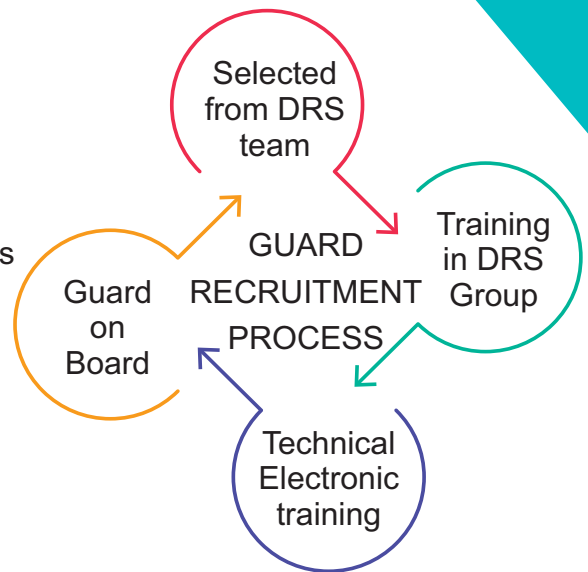 Selected
from DRS
team
Training
in DRS
Group
GUARD
RECRUITMENT
PROCESS
s
Guard
on
Board
Technical
Electronic
training